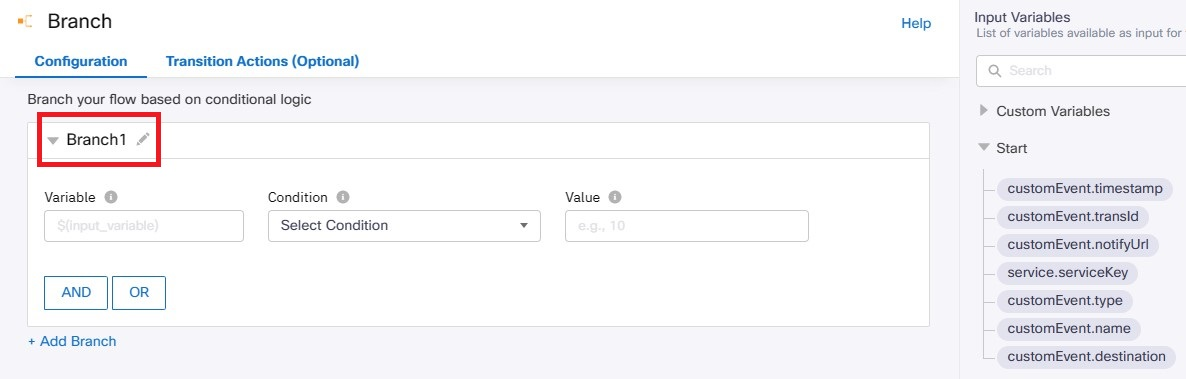 Branch
Help
Configuration Transition Actions (Optional)
Branch your flow based on conditional logic
Branch1
Variable Condition Value
$(input_variable) Select Condition e.g., 10
AND OR
+ Add Branch
Input Variables
List of variables available as input for
Search
Custom Variables
Start
customEvent.timestamp
customEvent.transId
customEvent.notifyUrl
service.serviceKey
customEvent.type
customEvent.name
customEvent.destination